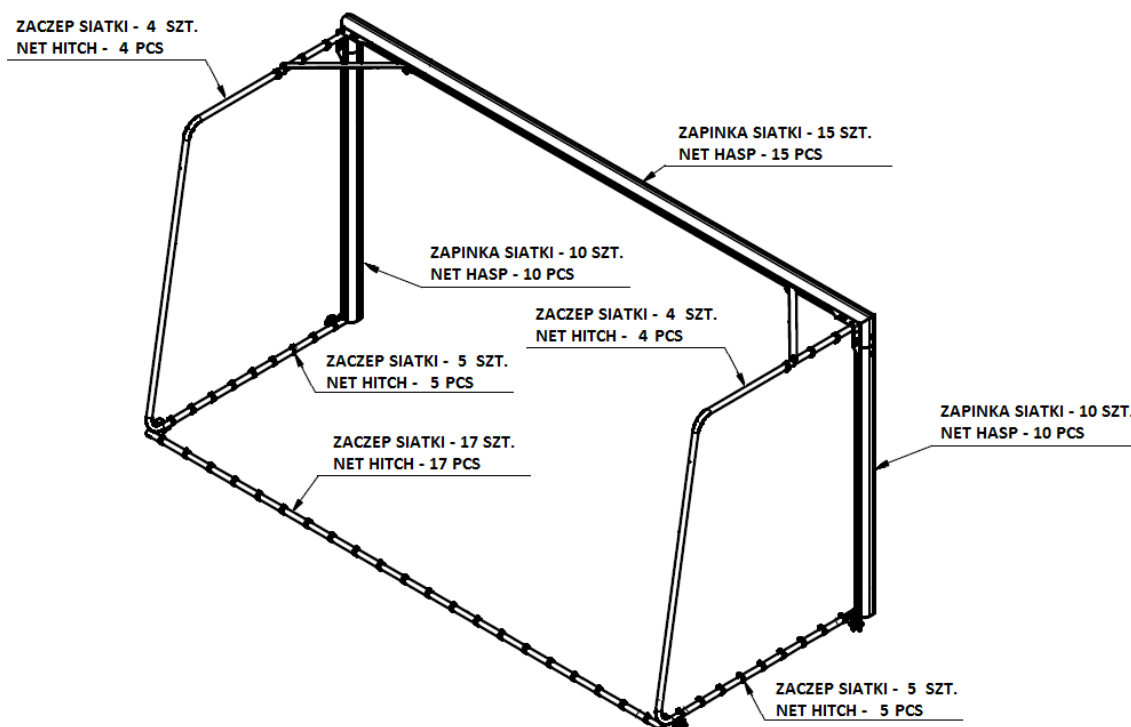 ZACZEP SIATKI - 4 SZT.
NET HITCH - 4 PCS
ZAPINKA SIATKI - 15 SZT.
NET HASP - 15 PCS
ZAPINKA SIATKI - 10 SZT.
NET HASP - 10 PCS
ZACZEP SIATKI - 4 SZT.
NET HITCH - 4 PCS
ZACZEP SIATKI - 5 SZT.
NET HITCH - 5 PCS
ZAPINKA SIATKI - 10 SZT.
NET HASP - 10 PCS
ZACZEP SIATKI - 17 SZT.
NET HITCH - 17 PCS
ZACZEP SIATKI - 5 SZT.
NET HITCH - 5 PCS